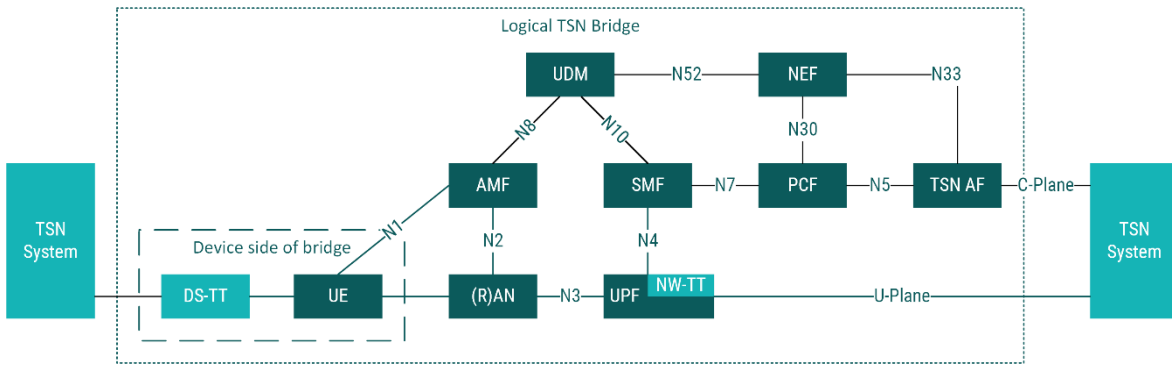 Logical TSN Bridge
UDM
N52
NEF
N33
N8
N10
N30
TSN
System
AMF
SMF
N7
PCF
N5
TSN AF
C-Plane
TSN
System
N1
N2
N4
Device side of bridge
DS-TT
UE
(R)AN
N3
UPF
NW-TT
U-Plane